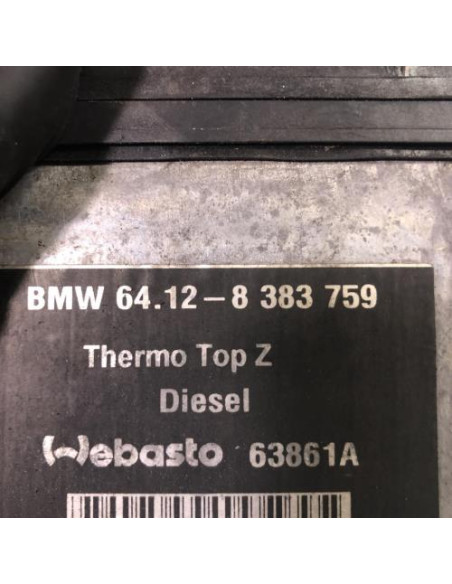 BMW 64.12-8 383 759
Thermo Top Z
Diesel
Webasto 63861A